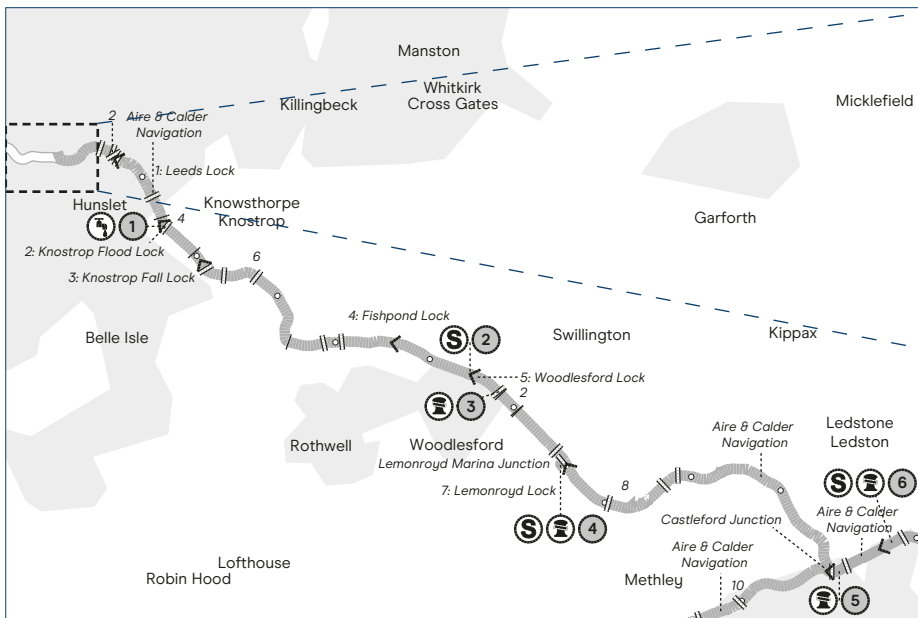 Manston
Whitkirk
Cross Gates
Killingbeck
Micklefield
2
Aire & Calder
Navigation
1: Leeds Lock
Hunslet
Knowsthorpe
Knostrop
Garforth
1
4
2: Knostrop Flood Lock
3: Knostrop Fall Lock
6
Belle Isle
4: Fishpond Lock
Swillington
Kippax
S
2
5: Woodlesford Lock
3
2
Rothwell
Woodlesford
Lemonroyd Marina Junction
7: Lemonroyd Lock
8
Aire & Calder
Navigation
Ledstone
Ledston
S
6
S
4
Castleford Junction
Aire & Calder
Navigation
Aire & Calder
Navigation
Lofthouse
Robin Hood
Methley
10
5